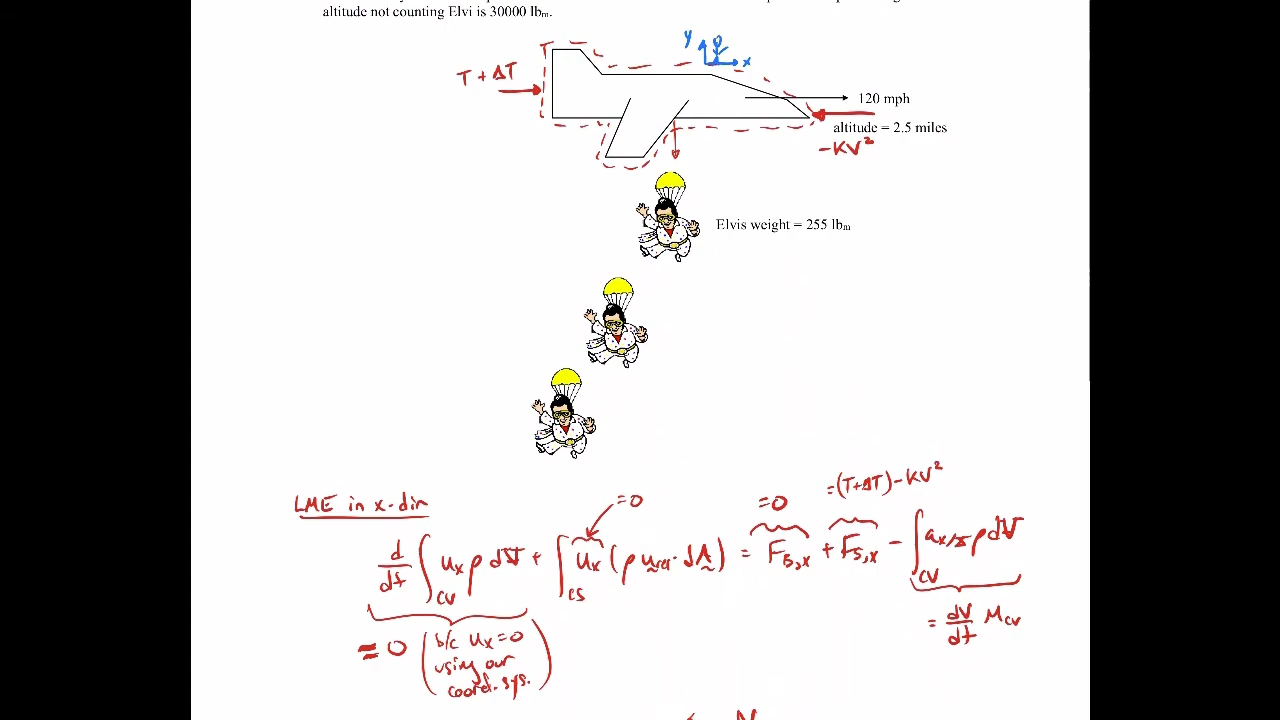 altitude not counting Elvi is 30000 lbm.
y
x
T + ΔT
120 mph
altitude = 2.5 miles
-KV²
Elvis weight = 255 lbm
LME in x-dir
=0
=0
=(T+ΔT)-KV²
d/dt ∫CV ux ρ dV + ∫CS ux (ρ urel · dA) = FB,x + FS,x - ∫CV ax/X ρ dV
≈ 0 (b/c ux=0
using our
coord. sys.)
= dV/dt MCV